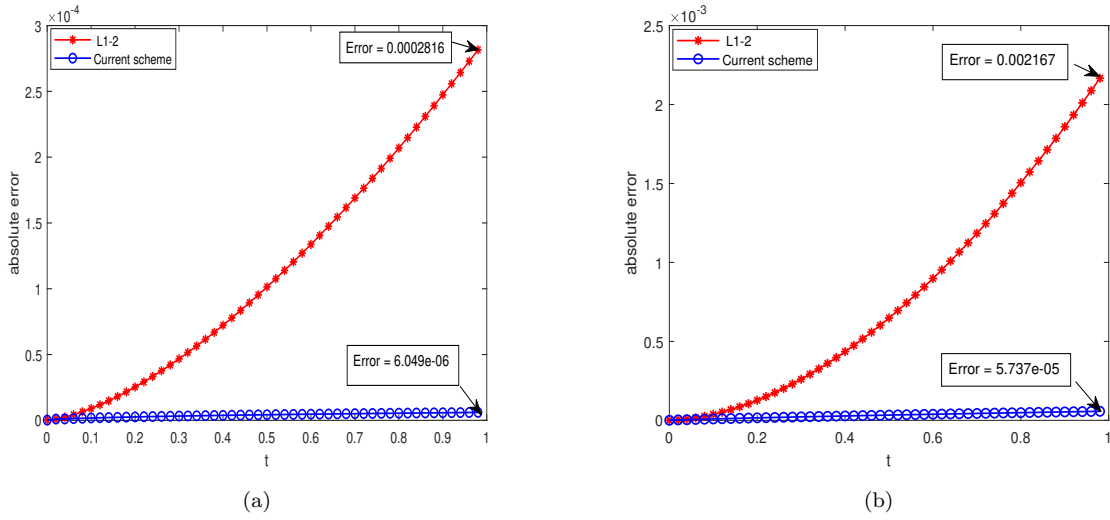 ×10⁻⁴
3
2.5
2
1.5
1
0.5
0
absolute error
L1-2
Current scheme
Error = 0.0002816
Error = 6.049e-06
0 0.1 0.2 0.3 0.4 0.5 0.6 0.7 0.8 0.9 1
t
(a)
×10⁻³
2.5
2
1.5
1
0.5
0
absolute error
L1-2
Current scheme
Error = 0.002167
Error = 5.737e-05
0 0.2 0.4 0.6 0.8 1
t
(b)